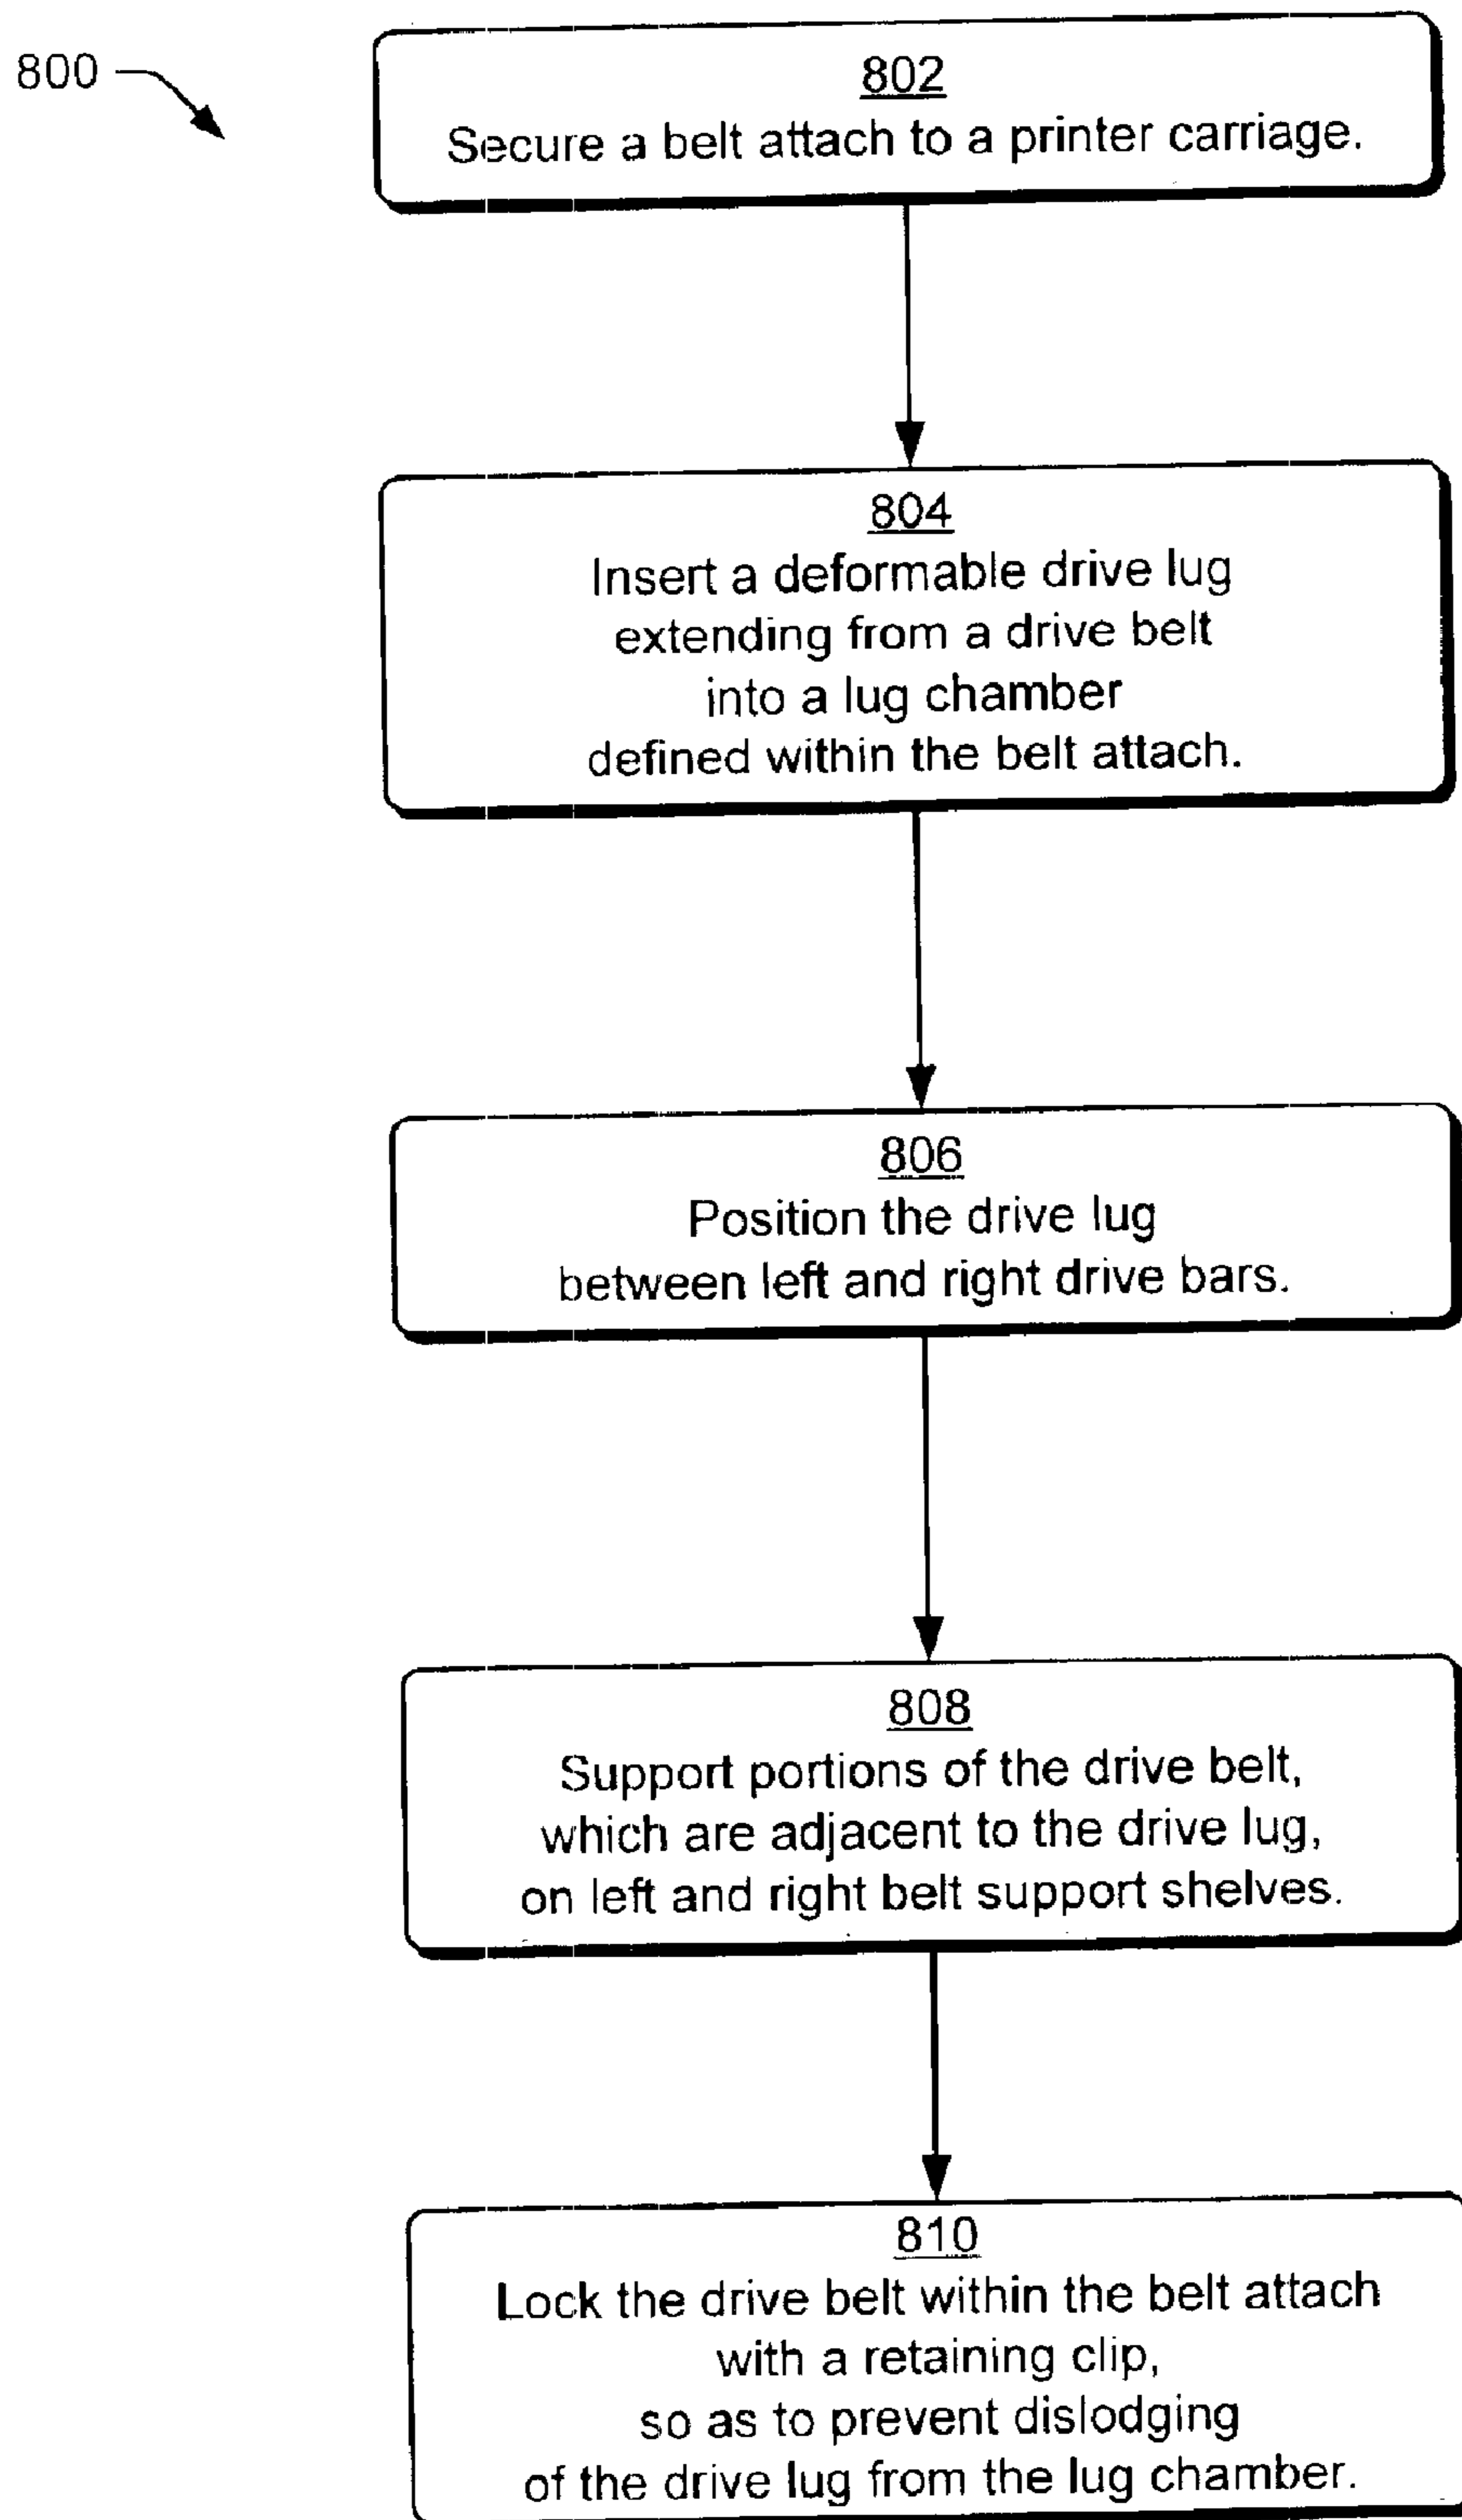 800
802
Secure a belt attach to a printer carriage.
804
Insert a deformable drive lug
extending from a drive belt
into a lug chamber
defined within the belt attach.
806
Position the drive lug
between left and right drive bars.
808
Support portions of the drive belt,
which are adjacent to the drive lug,
on left and right belt support shelves.
810
Lock the drive belt within the belt attach
with a retaining clip,
so as to prevent dislodging
of the drive lug from the lug chamber.